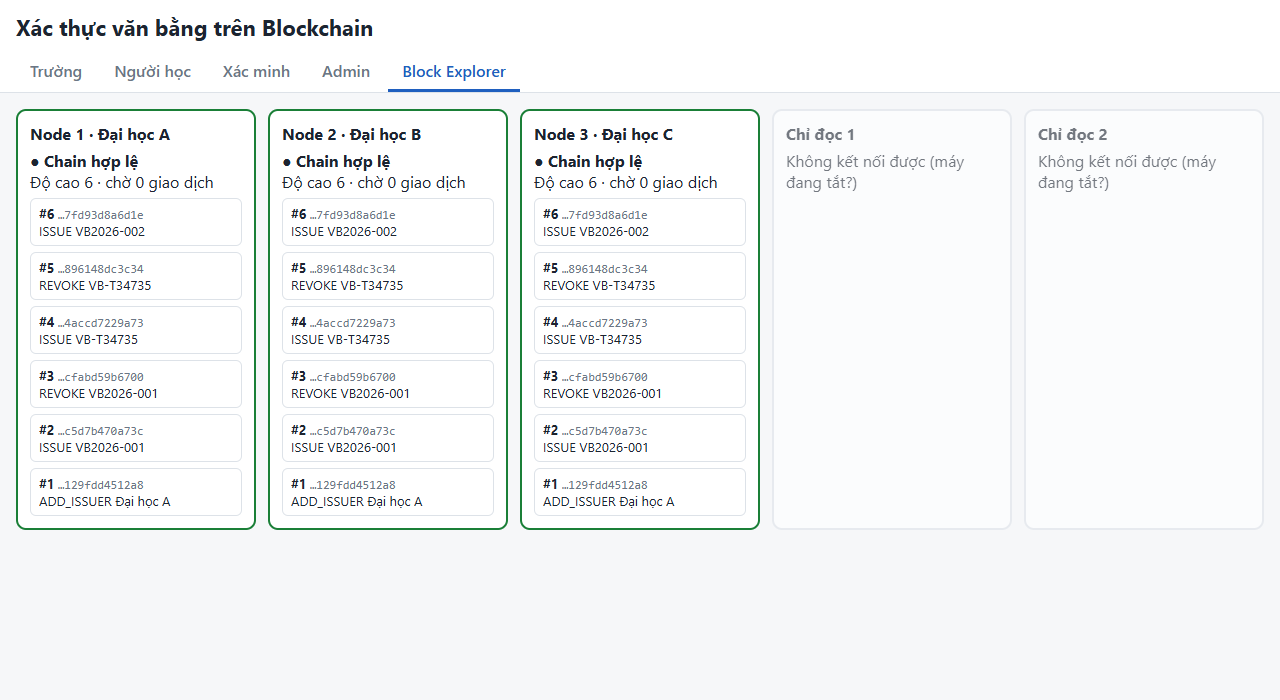 Xác thực văn bằng trên Blockchain
Trường
Người học
Xác minh
Admin
Block Explorer
Node 1 · Đại học A
● Chain hợp lệ
Độ cao 6 · chờ 0 giao dịch
#6 …7fd93d8a6d1e
ISSUE VB2026-002
#5 …896148dc3c34
REVOKE VB-T34735
#4 …4accd7229a73
ISSUE VB-T34735
#3 …cfabd59b6700
REVOKE VB2026-001
#2 …c5d7b470a73c
ISSUE VB2026-001
#1 …129fdd4512a8
ADD_ISSUER Đại học A
Node 2 · Đại học B
● Chain hợp lệ
Độ cao 6 · chờ 0 giao dịch
#6 …7fd93d8a6d1e
ISSUE VB2026-002
#5 …896148dc3c34
REVOKE VB-T34735
#4 …4accd7229a73
ISSUE VB-T34735
#3 …cfabd59b6700
REVOKE VB2026-001
#2 …c5d7b470a73c
ISSUE VB2026-001
#1 …129fdd4512a8
ADD_ISSUER Đại học A
Node 3 · Đại học C
● Chain hợp lệ
Độ cao 6 · chờ 0 giao dịch
#6 …7fd93d8a6d1e
ISSUE VB2026-002
#5 …896148dc3c34
REVOKE VB-T34735
#4 …4accd7229a73
ISSUE VB-T34735
#3 …cfabd59b6700
REVOKE VB2026-001
#2 …c5d7b470a73c
ISSUE VB2026-001
#1 …129fdd4512a8
ADD_ISSUER Đại học A
Chỉ đọc 1
Không kết nối được (máy
đang tắt?)
Chỉ đọc 2
Không kết nối được (máy
đang tắt?)